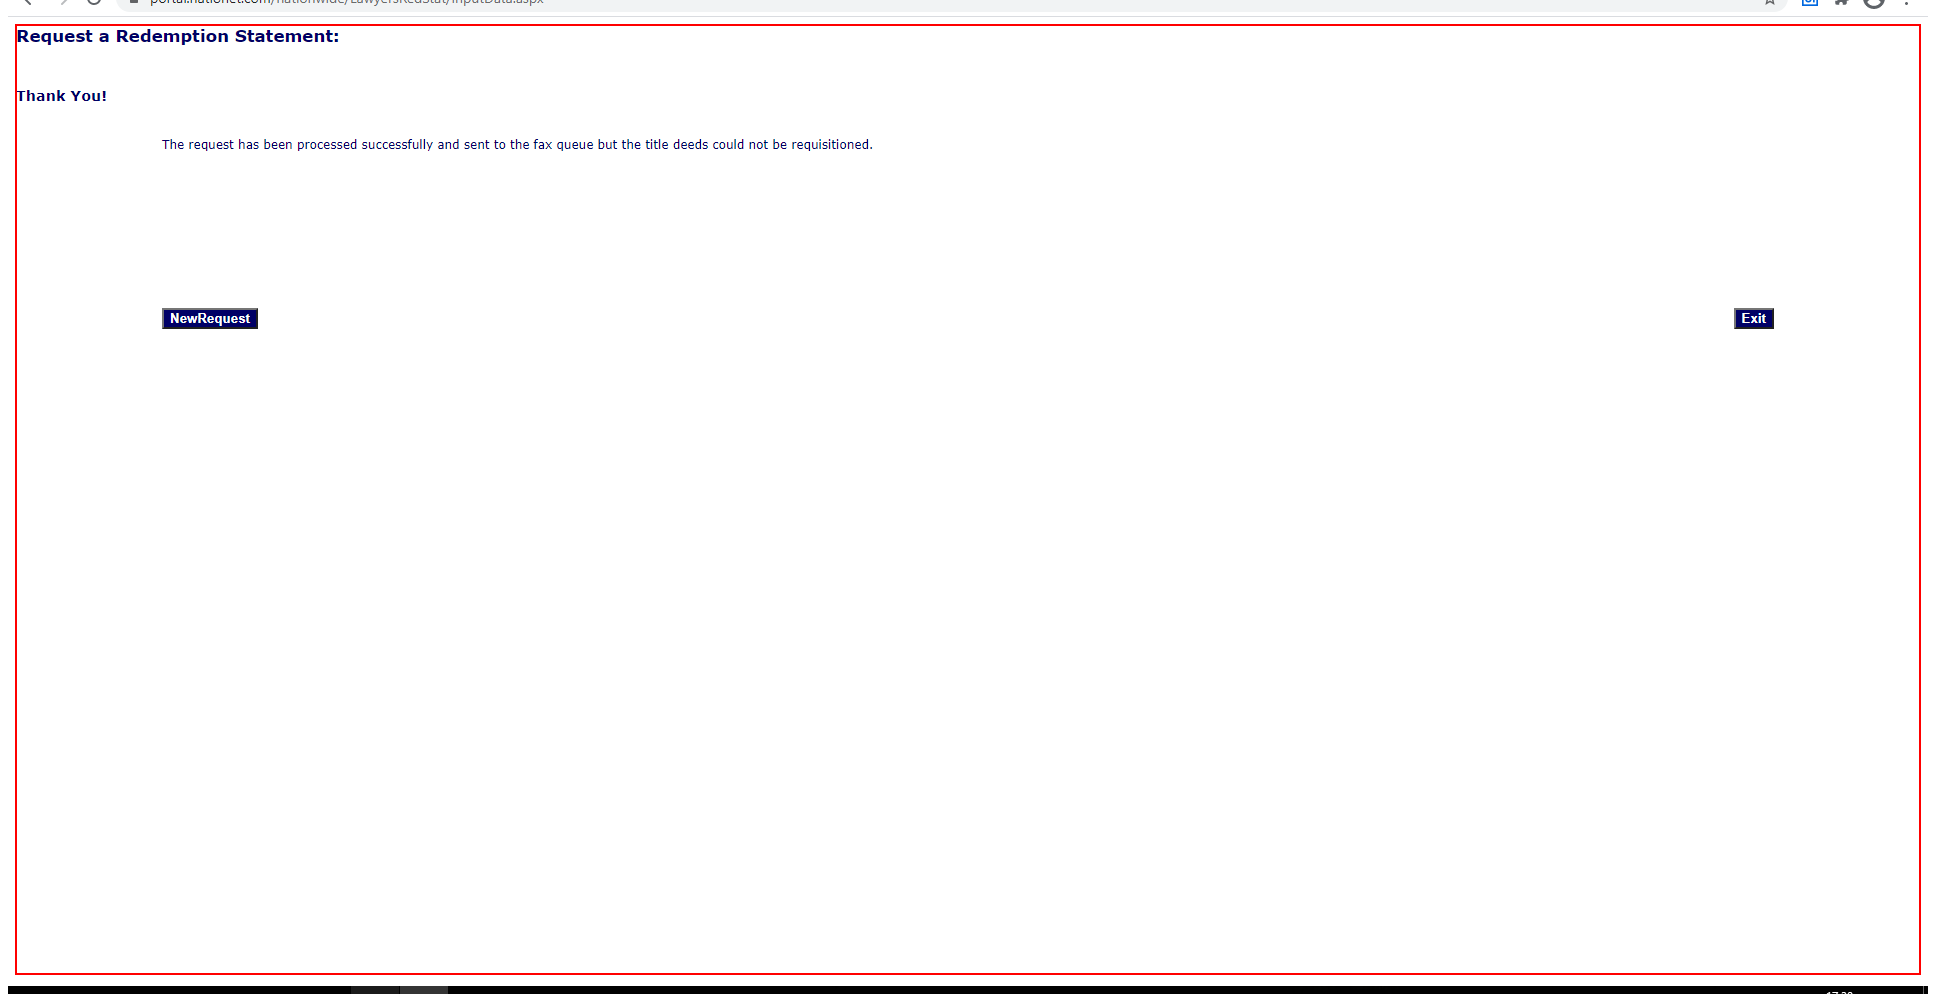 portal.nationet.com/nationwide/LawyersRedStat/InputData.aspx
Request a Redemption Statement:
Thank You!
The request has been processed successfully and sent to the fax queue but the title deeds could not be requisitioned.
NewRequest
Exit